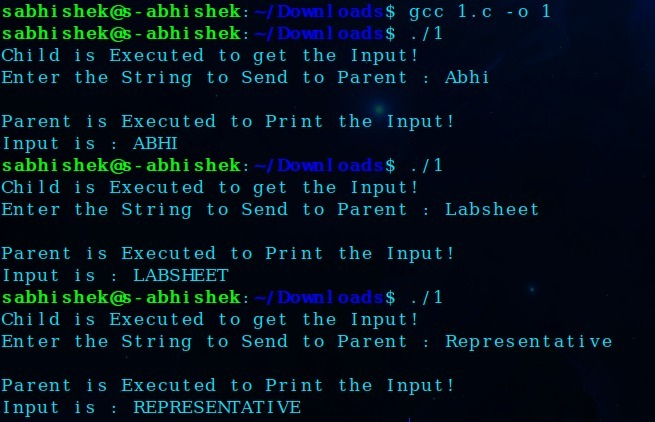 sabhishek@s-abhishek:~/Downloads$ gcc 1.c -o 1
sabhishek@s-abhishek:~/Downloads$ ./1
Child is Executed to get the Input!
Enter the String to Send to Parent : Abhi
Parent is Executed to Print the Input!
Input is : ABHI
sabhishek@s-abhishek:~/Downloads$ ./1
Child is Executed to get the Input!
Enter the String to Send to Parent : Labsheet
Parent is Executed to Print the Input!
Input is : LABSHEET
sabhishek@s-abhishek:~/Downloads$ ./1
Child is Executed to get the Input!
Enter the String to Send to Parent : Representative
Parent is Executed to Print the Input!
Input is : REPRESENTATIVE